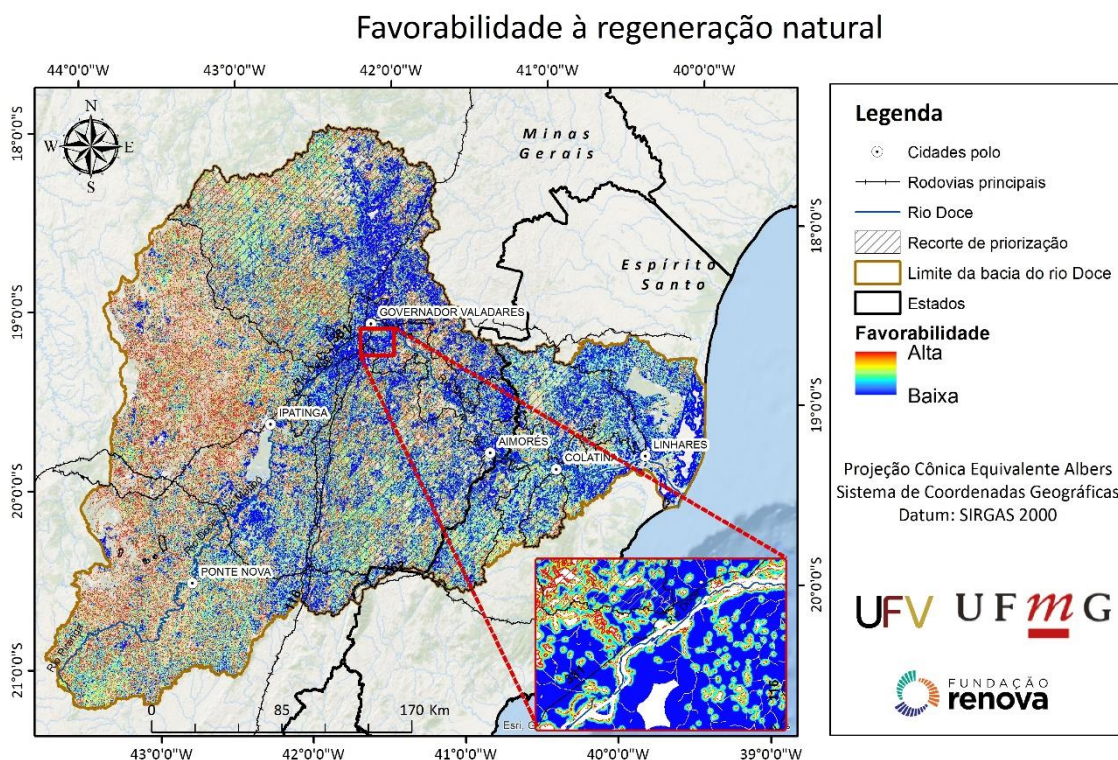 Favorabilidade à regeneração natural
44°0'0"W
43°0'0"W
42°0'0"W
41°0'0"W
40°0'0"W
18°0'0"S
19°0'0"S
20°0'0"S
21°0'0"S
N
W
E
S
Minas
Gerais
Espírito
Santo
GOVERNADOR VALADARES
IPATINGA
AIMORÉS
COLATINA
LINHARES
PONTE NOVA
Rio Piranga
0
85
170 Km
Esri,
18°0'0"S
19°0'0"S
20°0'0"S
43°0'0"W
42°0'0"W
41°0'0"W
40°0'0"W
39°0'0"W
Legenda
Cidades polo
Rodovias principais
Rio Doce
Recorte de priorização
Limite da bacia do rio Doce
Estados
Favorabilidade
Alta
Baixa
Projeção Cônica Equivalente Albers
Sistema de Coordenadas Geográficas
Datum: SIRGAS 2000
UFV
UFmG
FUNDAÇÃO
renova